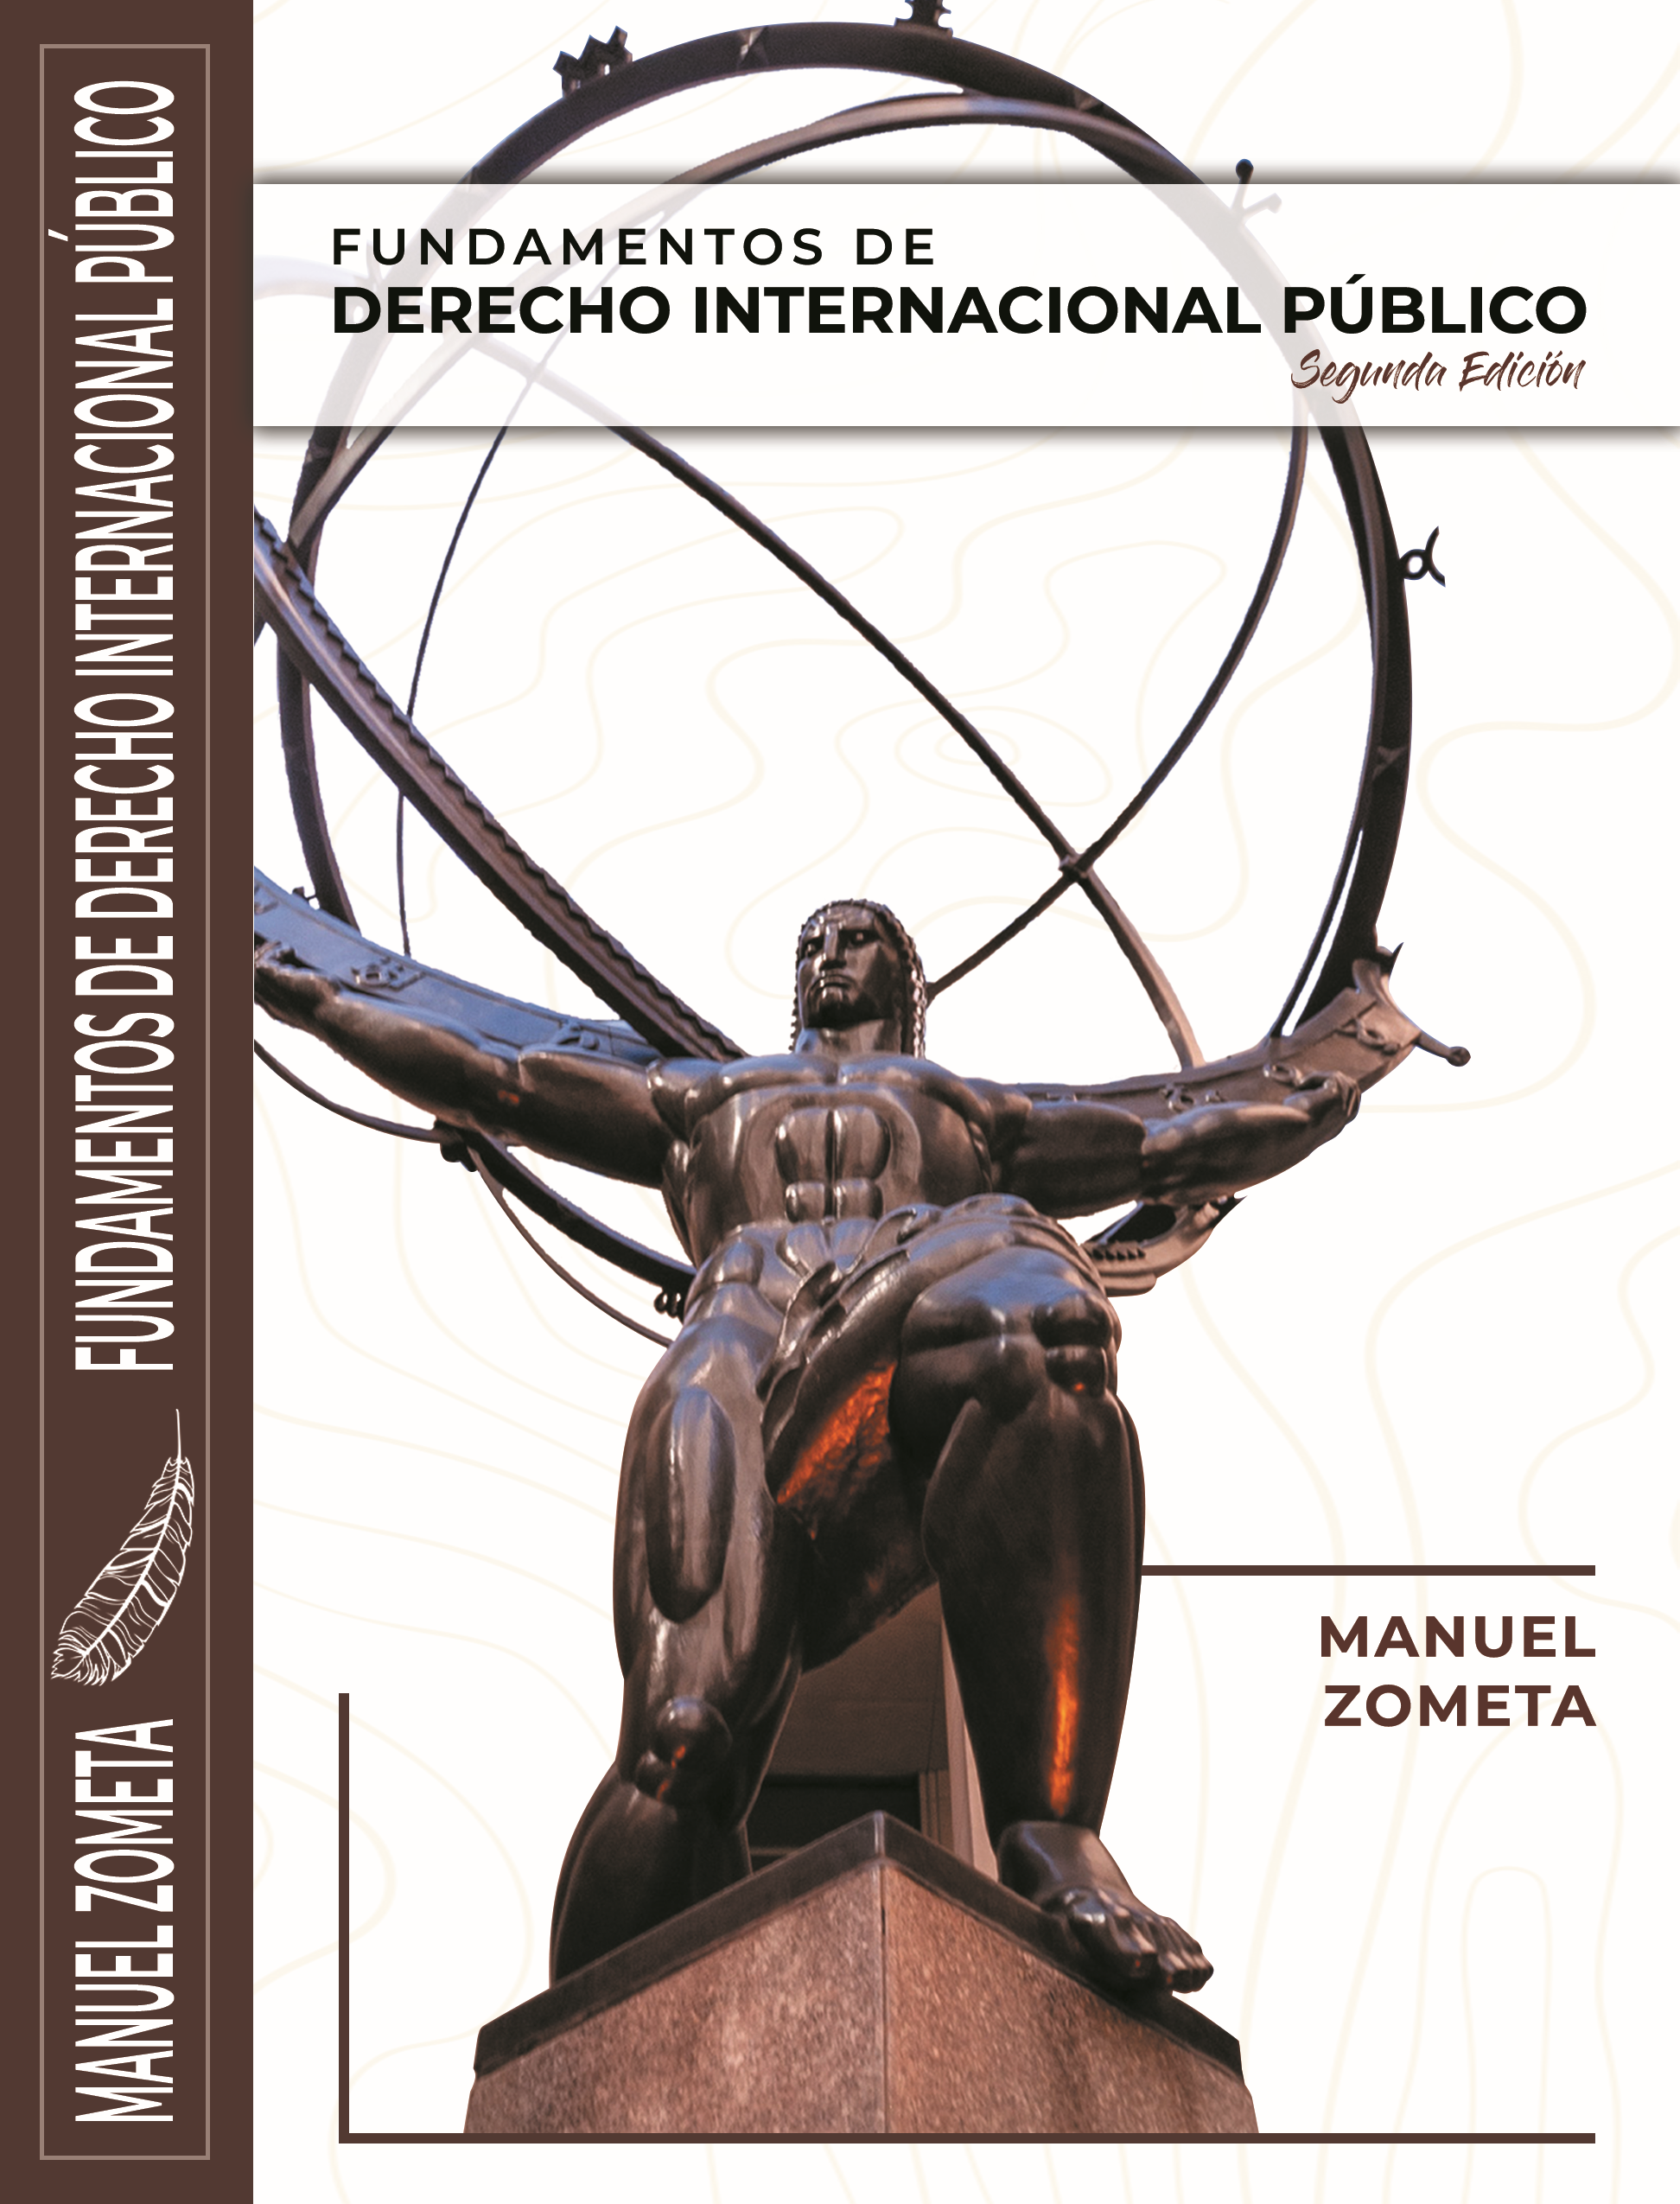 FUNDAMENTOS DE
DERECHO INTERNACIONAL PÚBLICO
Segunda Edición
MANUEL
ZOMETA
MANUEL ZOMETA
FUNDAMENTOS DE DERECHO INTERNACIONAL PÚBLICO